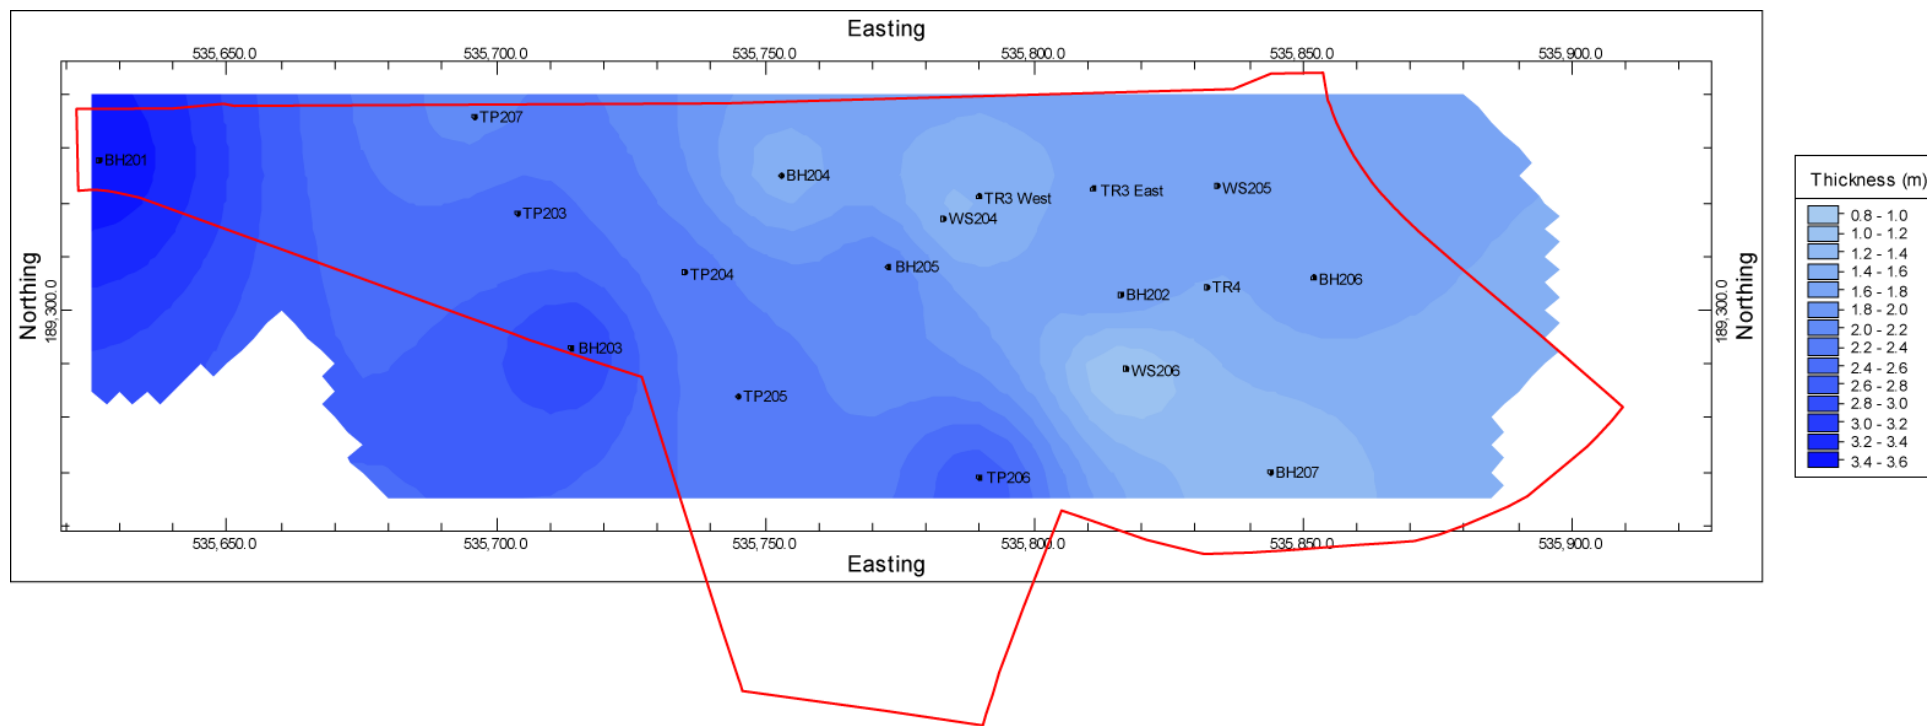 Easting
535,650.0 535,700.0 535,750.0 535,800.0 535,850.0 535,900.0
TP207
BH201
BH204
TR3 West
TR3 East
WS205
TP203
WS204
TP204
BH205
BH202
TR4
BH206
BH203
WS206
TP205
TP206
BH207
Northing
189,300.0
189,300.0
Northing
535,650.0 535,700.0 535,750.0 535,800.0 535,850.0 535,900.0
Easting
Thickness (m)
0.8 - 1.0
1.0 - 1.2
1.2 - 1.4
1.4 - 1.6
1.6 - 1.8
1.8 - 2.0
2.0 - 2.2
2.2 - 2.4
2.4 - 2.6
2.6 - 2.8
2.8 - 3.0
3.0 - 3.2
3.2 - 3.4
3.4 - 3.6